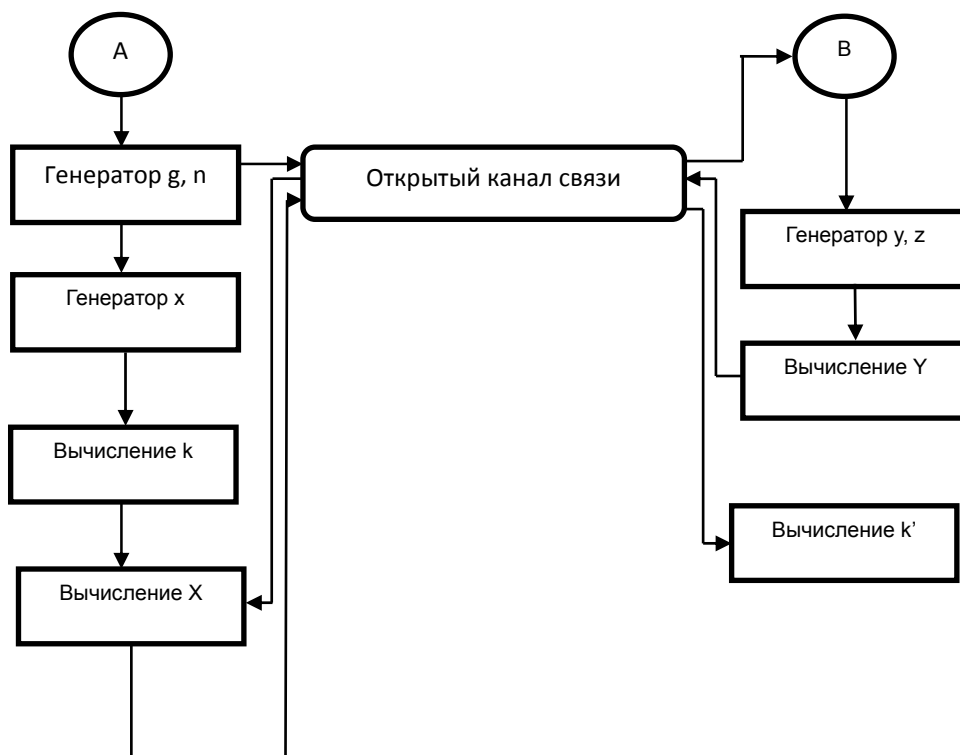 A
B
Генератор g, n
Открытый канал связи
Генератор y, z
Генератор x
Вычисление Y
Вычисление k
Вычисление k’
Вычисление X